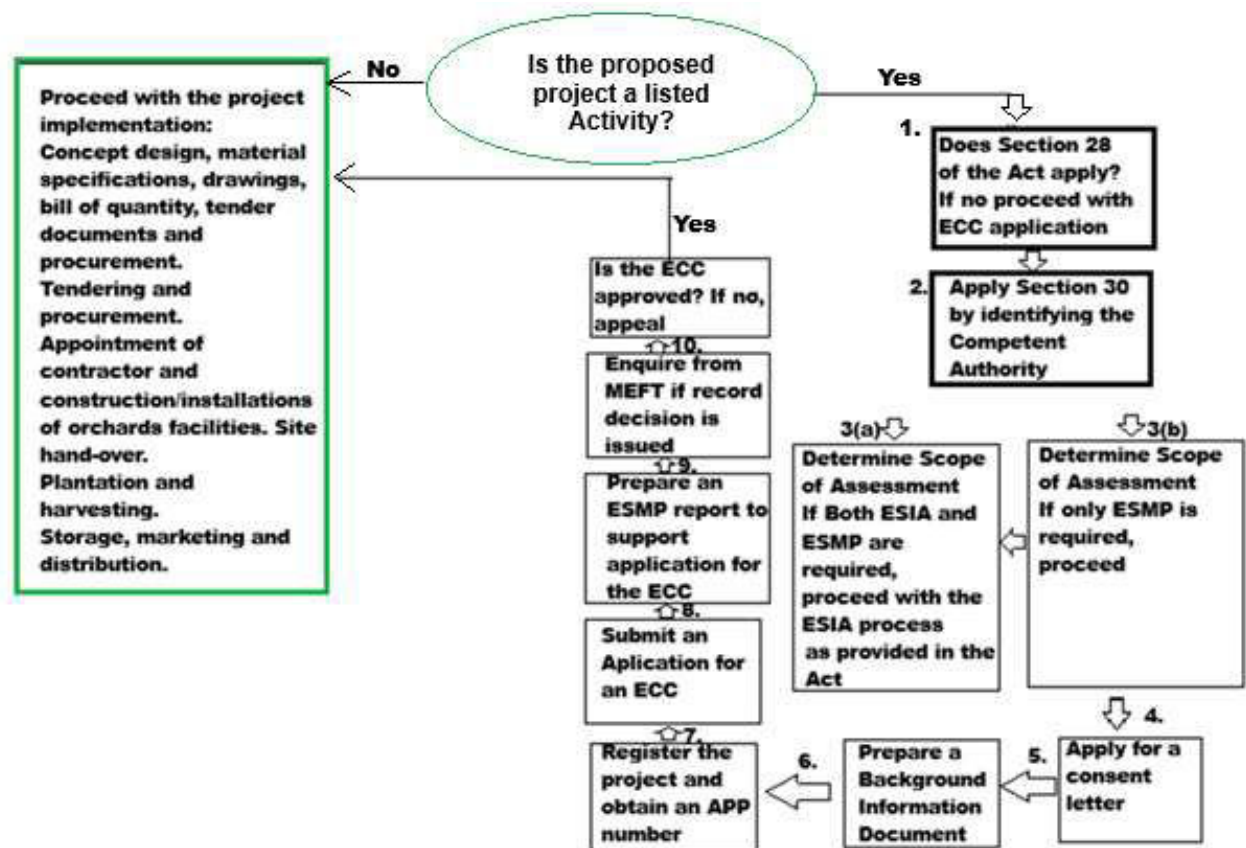 Is the proposed
project a listed
Activity?
No
Yes
Proceed with the project
implementation:
Concept design, material
specifications, drawings,
bill of quantity, tender
documents and
procurement.
Tendering and
procurement.
Appointment of
contractor and
construction/installations
of orchards facilities. Site
hand-over.
Plantation and
harvesting.
Storage, marketing and
distribution.
1.
Does Section 28
of the Act apply?
If no proceed with
ECC application
2.
Apply Section 30
by identifying the
Competent
Authority
3(a)
Determine Scope
of Assessment
If Both ESIA and
ESMP are
required,
proceed with the
ESIA process
as provided in the
Act
3(b)
Determine Scope
of Assessment
If only ESMP is
required,
proceed
4.
Apply for a
consent
letter
5.
Prepare a
Background
Information
Document
6.
Register the
project and
obtain an APP
number
7.
Submit an
Aplication for
an ECC
8.
Prepare an
ESMP report to
support
application for
the ECC
9.
Enquire from
MEFT if record
decision is
issued
10.
Is the ECC
approved? If no,
appeal
Yes